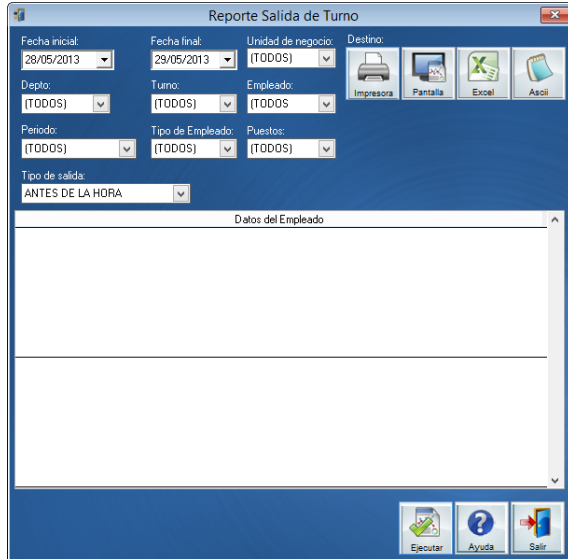 Reporte Salida de Turno
Fecha inicial: Fecha final: Unidad de negocio: Destino:
28/05/2013 29/05/2013 (TODOS)
Depto: Turno: Empleado:
(TODOS) (TODOS) (TODOS
Impresora Pantalla Excel Ascii
Periodo: Tipo de Empleado: Puestos:
(TODOS) (TODOS) (TODOS)
Tipo de salida:
ANTES DE LA HORA
Datos del Empleado
Ejecutar Ayuda Salir